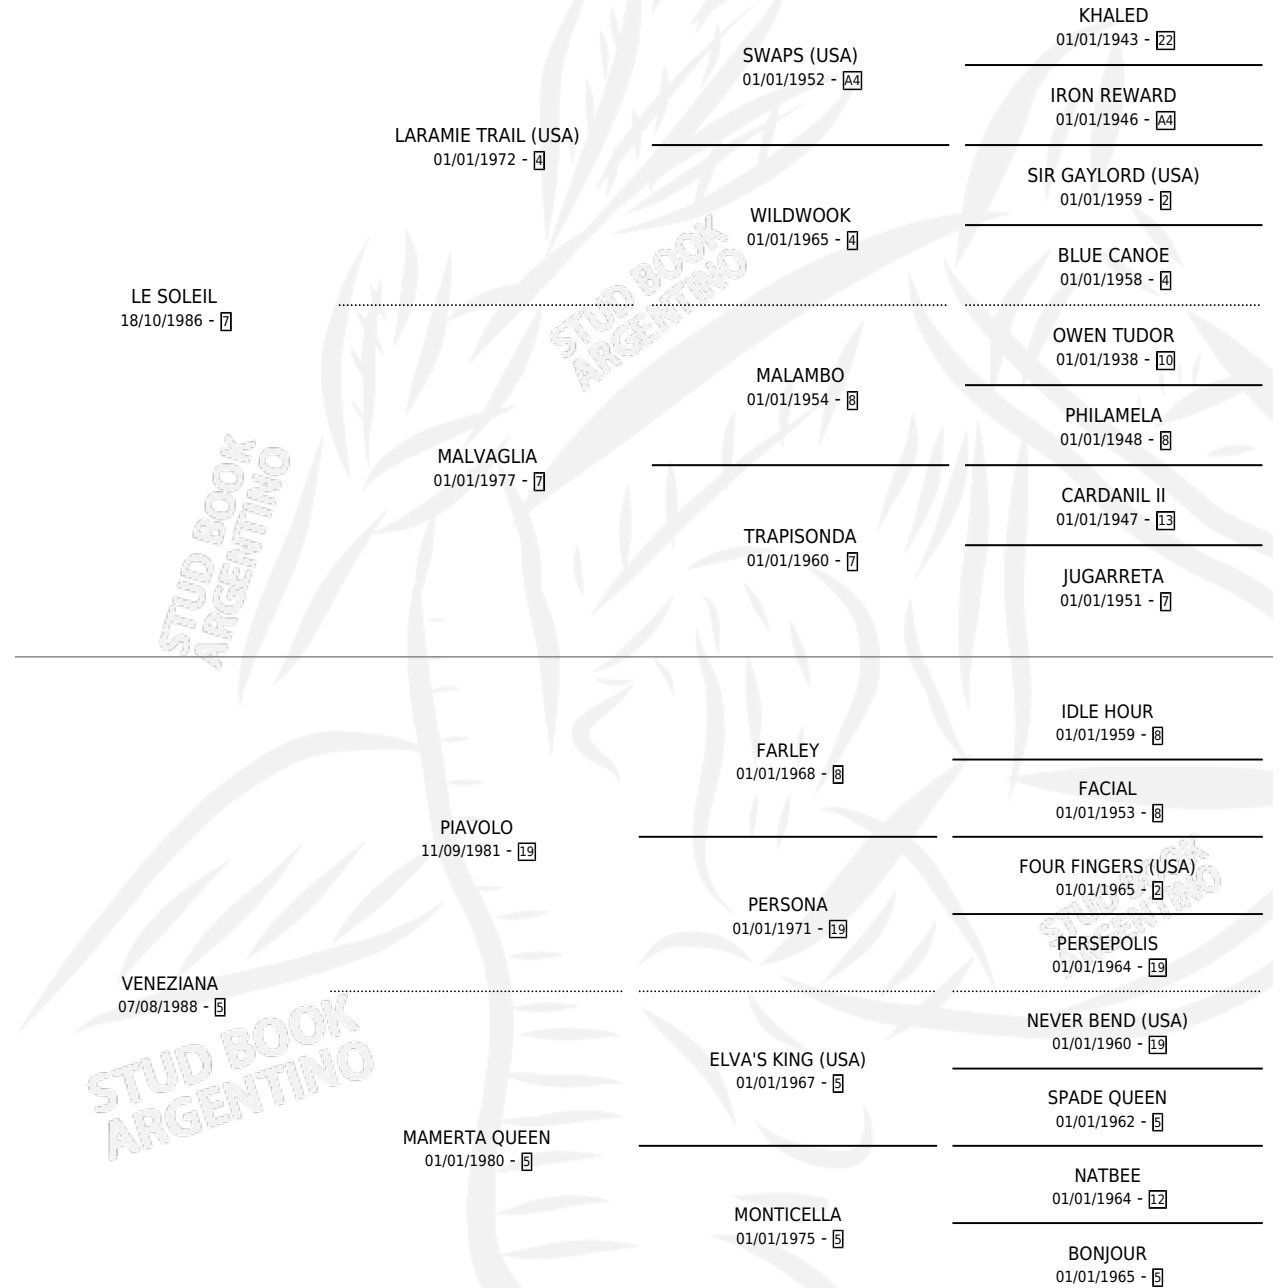 KHALED
01/01/1943 - 22
SWAPS (USA)
01/01/1952 - A4
IRON REWARD
01/01/1946 - A4
LARAMIE TRAIL (USA)
01/01/1972 - 4
SIR GAYLORD (USA)
01/01/1959 - 2
WILDWOOK
01/01/1965 - 4
BLUE CANOE
01/01/1958 - 4
LE SOLEIL
18/10/1986 - 7
STUD BOOK
ARGENTINO
OWEN TUDOR
01/01/1938 - 10
MALAMBO
01/01/1954 - 8
PHILAMELA
01/01/1948 - 8
MALVAGLIA
01/01/1977 - 7
CARDANIL II
01/01/1947 - 13
TRAPISONDA
01/01/1960 - 7
JUGARRETA
01/01/1951 - 7
STUD BOOK
ARGENTINO
IDLE HOUR
01/01/1959 - 8
FARLEY
01/01/1968 - 8
FACIAL
01/01/1953 - 8
PIAVOLO
11/09/1981 - 19
FOUR FINGERS (USA)
01/01/1965 - 2
PERSONA
01/01/1971 - 19
STUD BOOK
ARGENTINO
PERSEPOLIS
01/01/1964 - 19
VENEZIANA
07/08/1988 - 5
NEVER BEND (USA)
01/01/1960 - 19
ELVA'S KING (USA)
01/01/1967 - 5
SPADE QUEEN
01/01/1962 - 5
STUD BOOK
ARGENTINO
MAMERTA QUEEN
01/01/1980 - 5
NATBEE
01/01/1964 - 12
MONTICELLA
01/01/1975 - 5
BONJOUR
01/01/1965 - 5